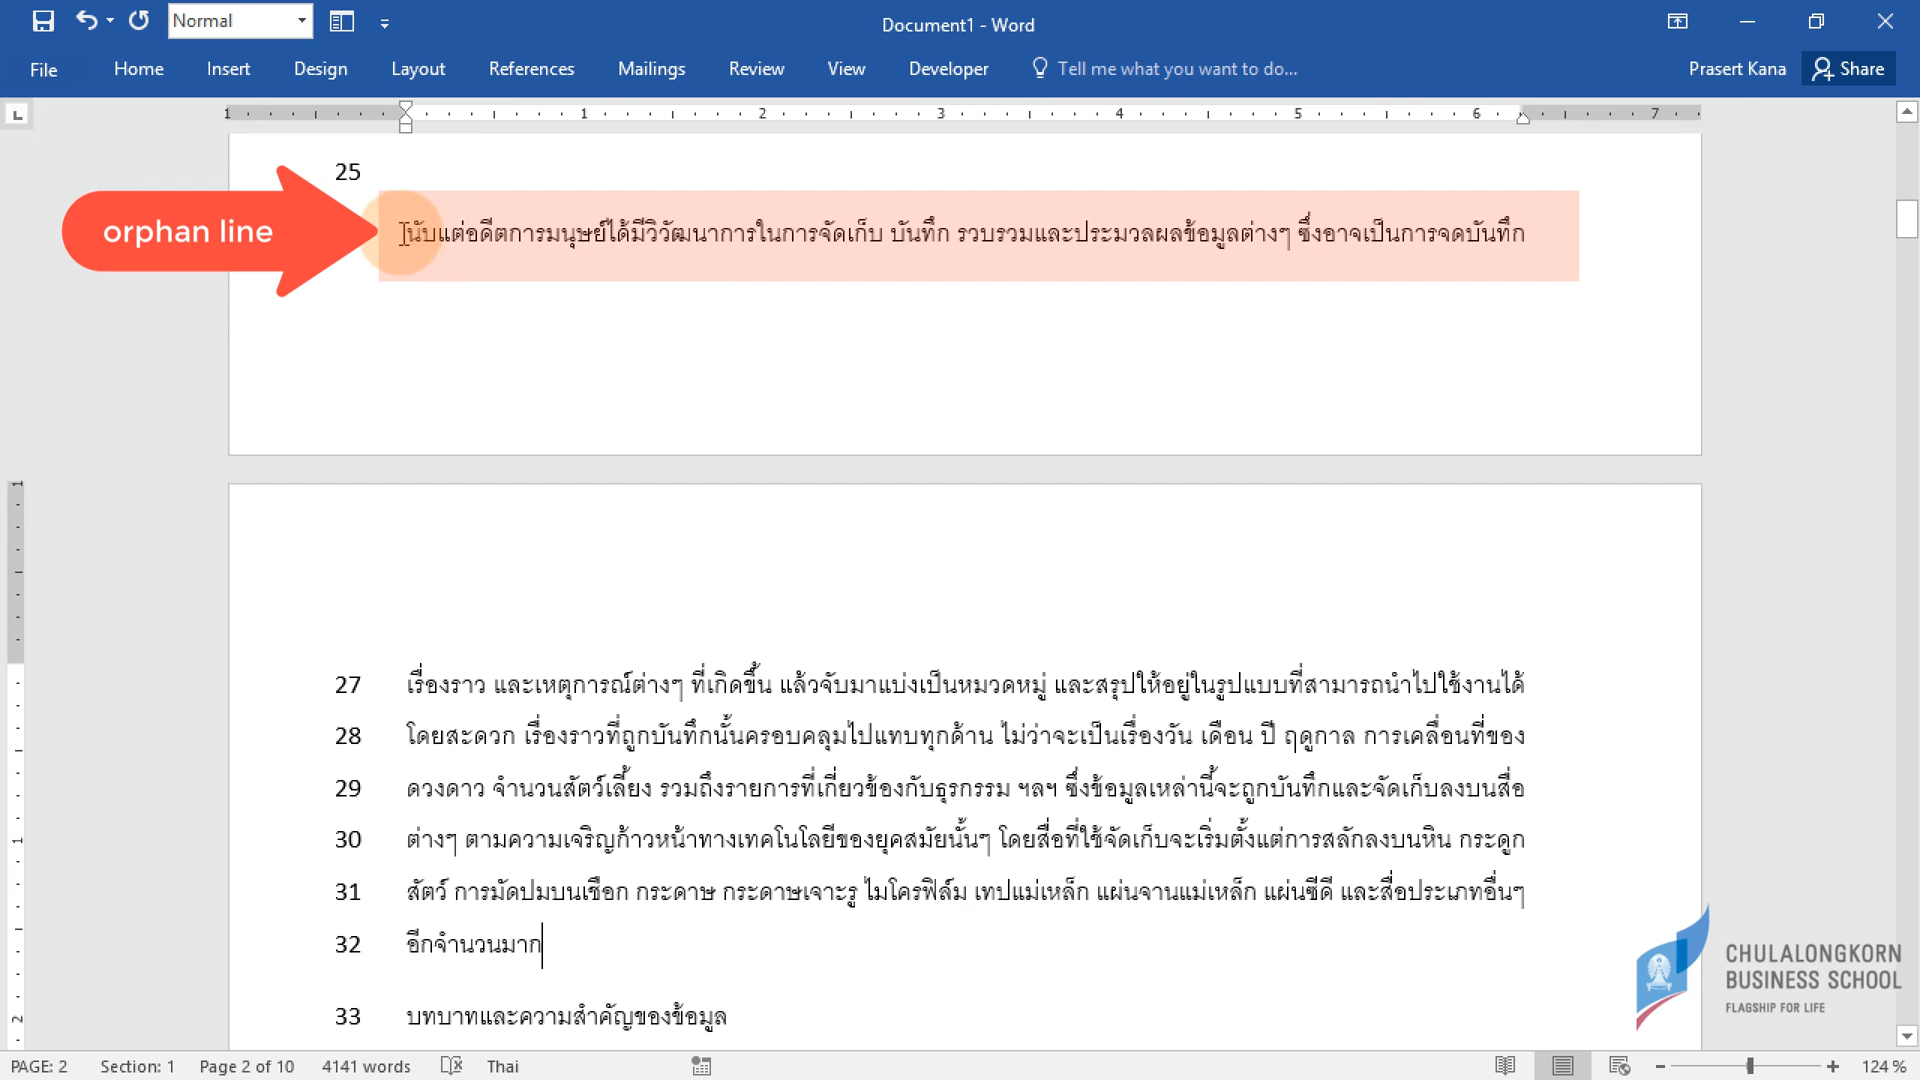 Normal
Document1 - Word
File Home Insert Design Layout References Mailings Review View Developer Tell me what you want to do... Prasert Kana Share
1 1 2 3 4 5 6 7
25
orphan line
นับแต่อดีตการมนุษย์ได้มีวิวัฒนาการในการจัดเก็บ บันทึก รวบรวมและประมวลผลข้อมูลต่างๆ ซึ่งอาจเป็นการจดบันทึก
1
27 เรื่องราว และเหตุการณ์ต่างๆ ที่เกิดขึ้น แล้วจับมาแบ่งเป็นหมวดหมู่ และสรุปให้อยู่ในรูปแบบที่สามารถนำไปใช้งานได้
28 โดยสะดวก เรื่องราวที่ถูกบันทึกนั้นครอบคลุมไปแทบทุกด้าน ไม่ว่าจะเป็นเรื่องวัน เดือน ปี ฤดูกาล การเคลื่อนที่ของ
29 ดวงดาว จำนวนสัตว์เลี้ยง รวมถึงรายการที่เกี่ยวข้องกับธุรกรรม ฯลฯ ซึ่งข้อมูลเหล่านี้จะถูกบันทึกและจัดเก็บลงบนสื่อ
1
30 ต่างๆ ตามความเจริญก้าวหน้าทางเทคโนโลยีของยุคสมัยนั้นๆ โดยสื่อที่ใช้จัดเก็บจะเริ่มตั้งแต่การสลักลงบนหิน กระดูก
31 สัตว์ การมัดปมบนเชือก กระดาษ กระดาษเจาะรู ไมโครฟิล์ม เทปแม่เหล็ก แผ่นจานแม่เหล็ก แผ่นซีดี และสื่อประเภทอื่นๆ
32 อีกจำนวนมาก
2
33 บทบาทและความสำคัญของข้อมูล
CHULALONGKORN
BUSINESS SCHOOL
FLAGSHIP FOR LIFE
PAGE: 2 Section: 1 Page 2 of 10 4141 words Thai 124 %